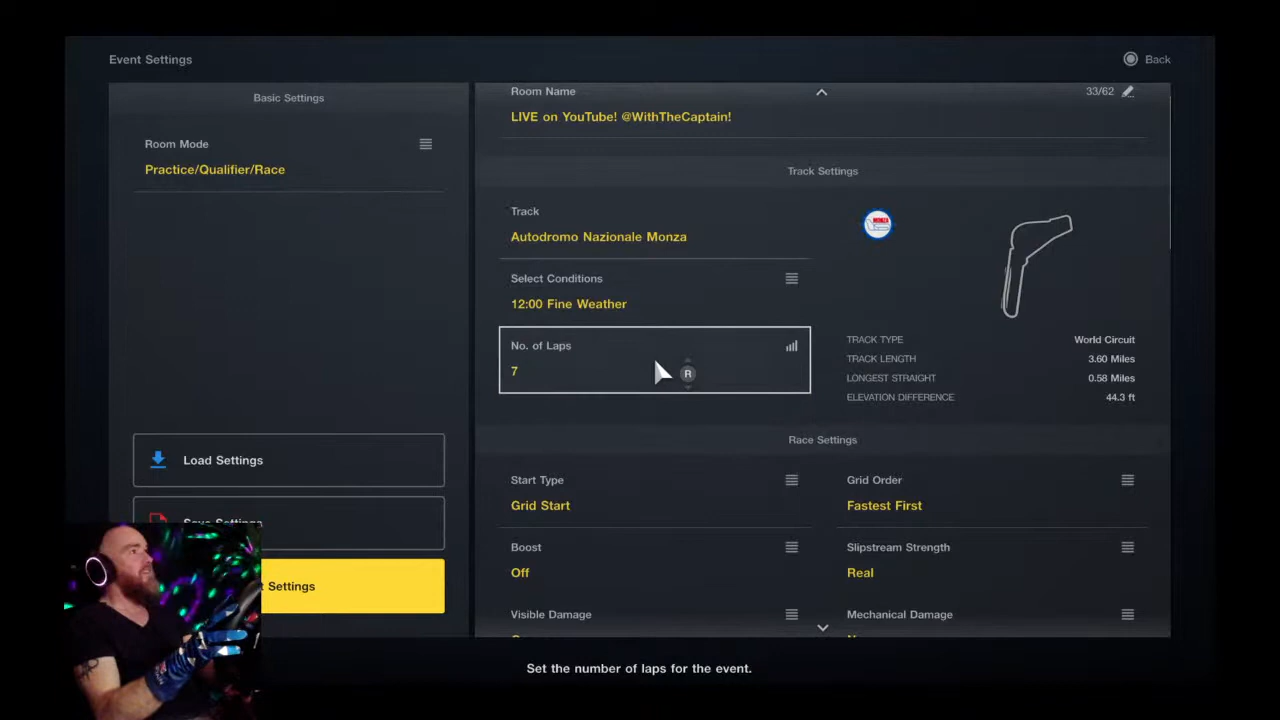 Event Settings
Back
Basic Settings
Room Mode
Practice/Qualifier/Race
Load Settings
Save Settings
Settings
Room Name
33/62
LIVE on YouTube! @WithTheCaptain!
Track Settings
Track
Autodromo Nazionale Monza
Select Conditions
12:00 Fine Weather
No. of Laps
7
R
TRACK TYPE World Circuit
TRACK LENGTH 3.60 Miles
LONGEST STRAIGHT 0.58 Miles
ELEVATION DIFFERENCE 44.3 ft
Race Settings
Start Type
Grid Start
Grid Order
Fastest First
Boost
Off
Slipstream Strength
Real
Visible Damage
Mechanical Damage
Set the number of laps for the event.